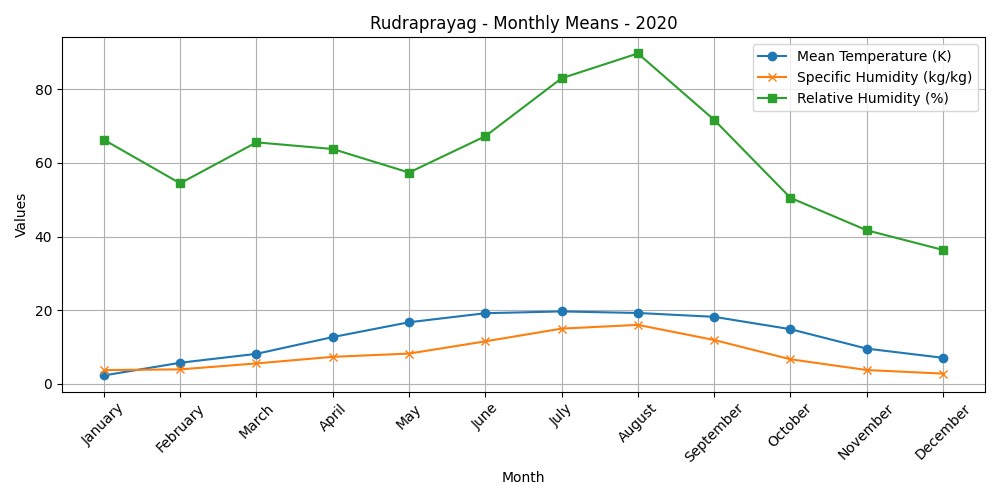 Rudraprayag - Monthly Means - 2020
Mean Temperature (K)
Specific Humidity (kg/kg)
Relative Humidity (%)
Values
80
60
40
20
0
January
February
March
April
May
June
July
August
September
October
November
December
Month